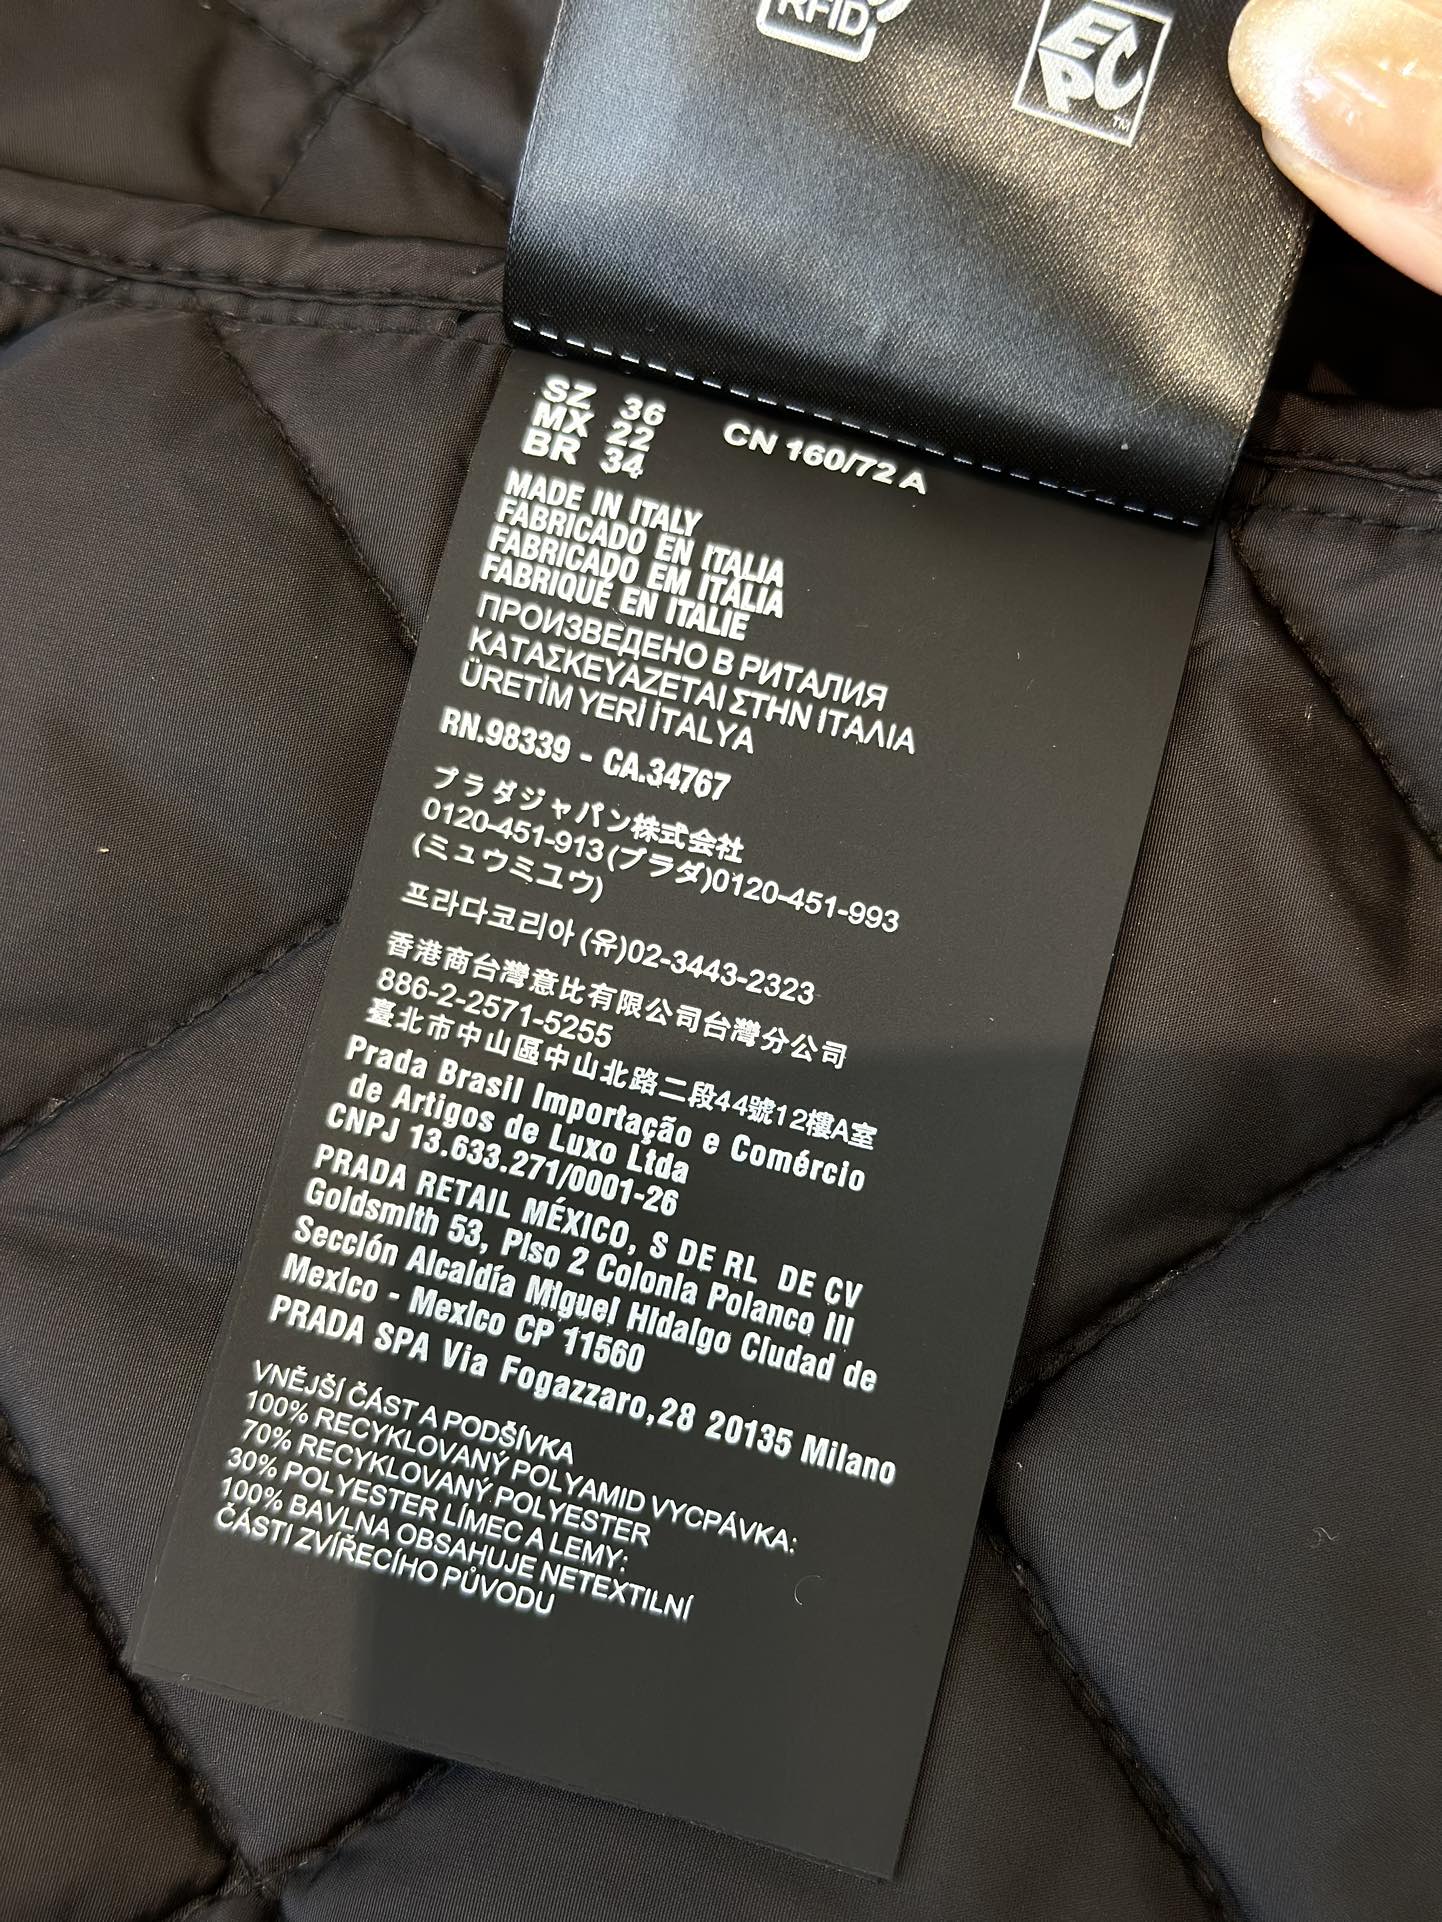 RFID
EPC
TM
SZ 36
MX 22 CN 160/72 A
BR 34
MADE IN ITALY
FABRICADO EN ITALIA
FABRICADO EM ITÁLIA
FABRIQUÉ EN ITALIE
ПРОИЗВЕДЕНО В РИТАЛИЯ
ΚΑΤΑΣΚΕΥΑΖΕΤΑΙ ΣΤΗΝ ΙΤΑΛΙΑ
ÜRETİM YERİ İTALYA
RN.98339 - CA.34767
プラダジャパン株式会社
0120-451-913(プラダ)0120-451-993
(ミュウミユウ)
프라다코리아 (유)02-3443-2323
香港商台灣意比有限公司台灣分公司
886-2-2571-5255
臺北市中山區中山北路二段44號12樓A室
Prada Brasil Importação e Comércio
de Artigos de Luxo Ltda
CNPJ 13.633.271/0001-26
PRADA RETAIL MÉXICO, S DE RL DE CV
Goldsmith 53, Piso 2 Colonia Polanco III
Sección Alcaldía Miguel Hidalgo Ciudad de
Mexico - Mexico CP 11560
PRADA SPA Via Fogazzaro,28 20135 Milano
VNĚJŠÍ ČÁST A PODŠÍVKA
100% RECYKLOVANÝ POLYAMID VYCPÁVKA:
70% RECYKLOVANÝ POLYESTER
30% POLYESTER LÍMEC A LEMY:
100% BAVLNA OBSAHUJE NETEXTILNÍ
ČÁSTI ZVÍŘECÍHO PŮVODU